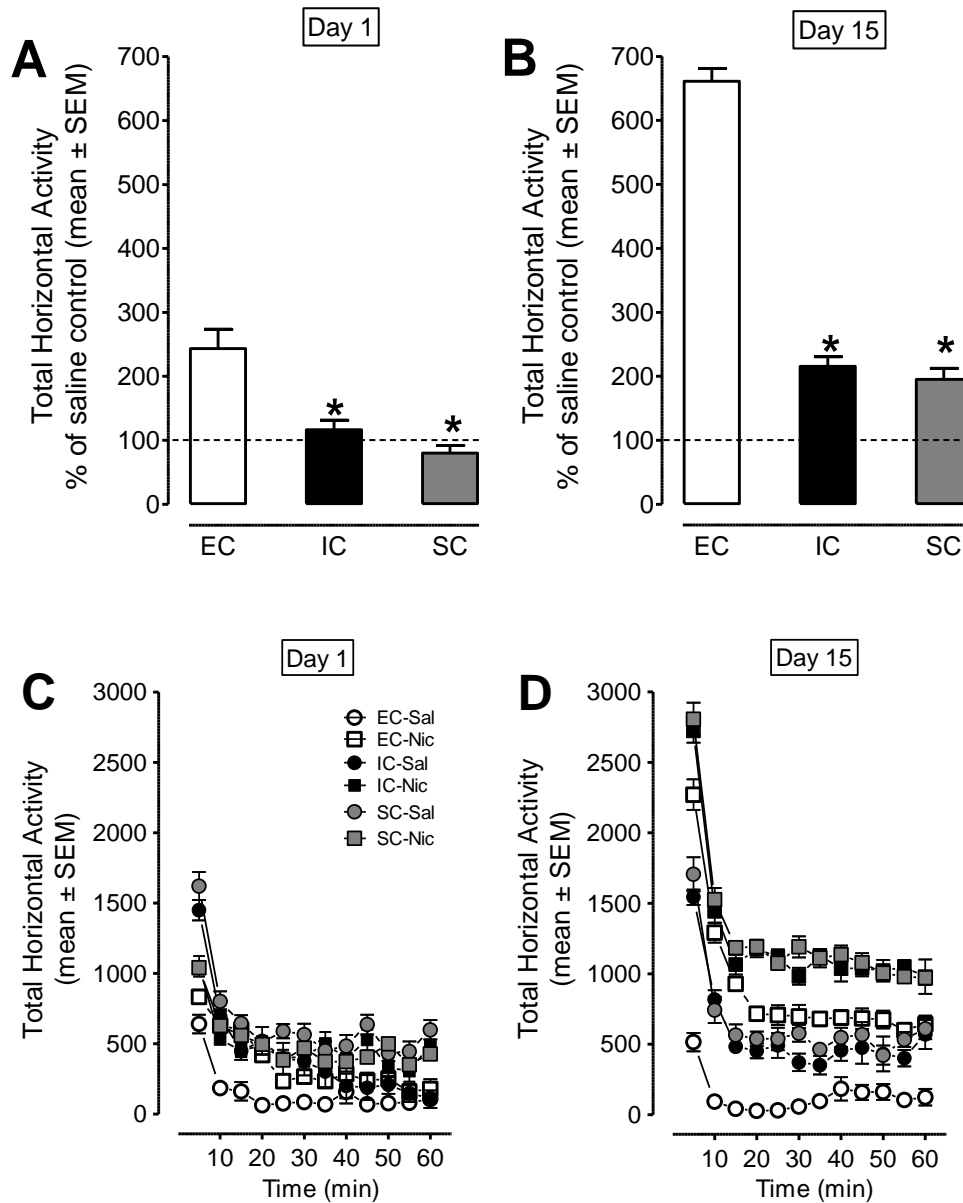 A
Day 1
Total Horizontal Activity
% of saline control (mean ± SEM)
700
600
500
400
300
200
100
0
*
*
EC IC SC
B
Day 15
Total Horizontal Activity
% of saline control (mean ± SEM)
700
600
500
400
300
200
100
0
*
*
EC IC SC
C
Day 1
Total Horizontal Activity
(mean ± SEM)
3000
2500
2000
1500
1000
500
0
EC-Sal
EC-Nic
IC-Sal
IC-Nic
SC-Sal
SC-Nic
10 20 30 40 50 60
Time (min)
D
Day 15
Total Horizontal Activity
(mean ± SEM)
3000
2500
2000
1500
1000
500
0
10 20 30 40 50 60
Time (min)